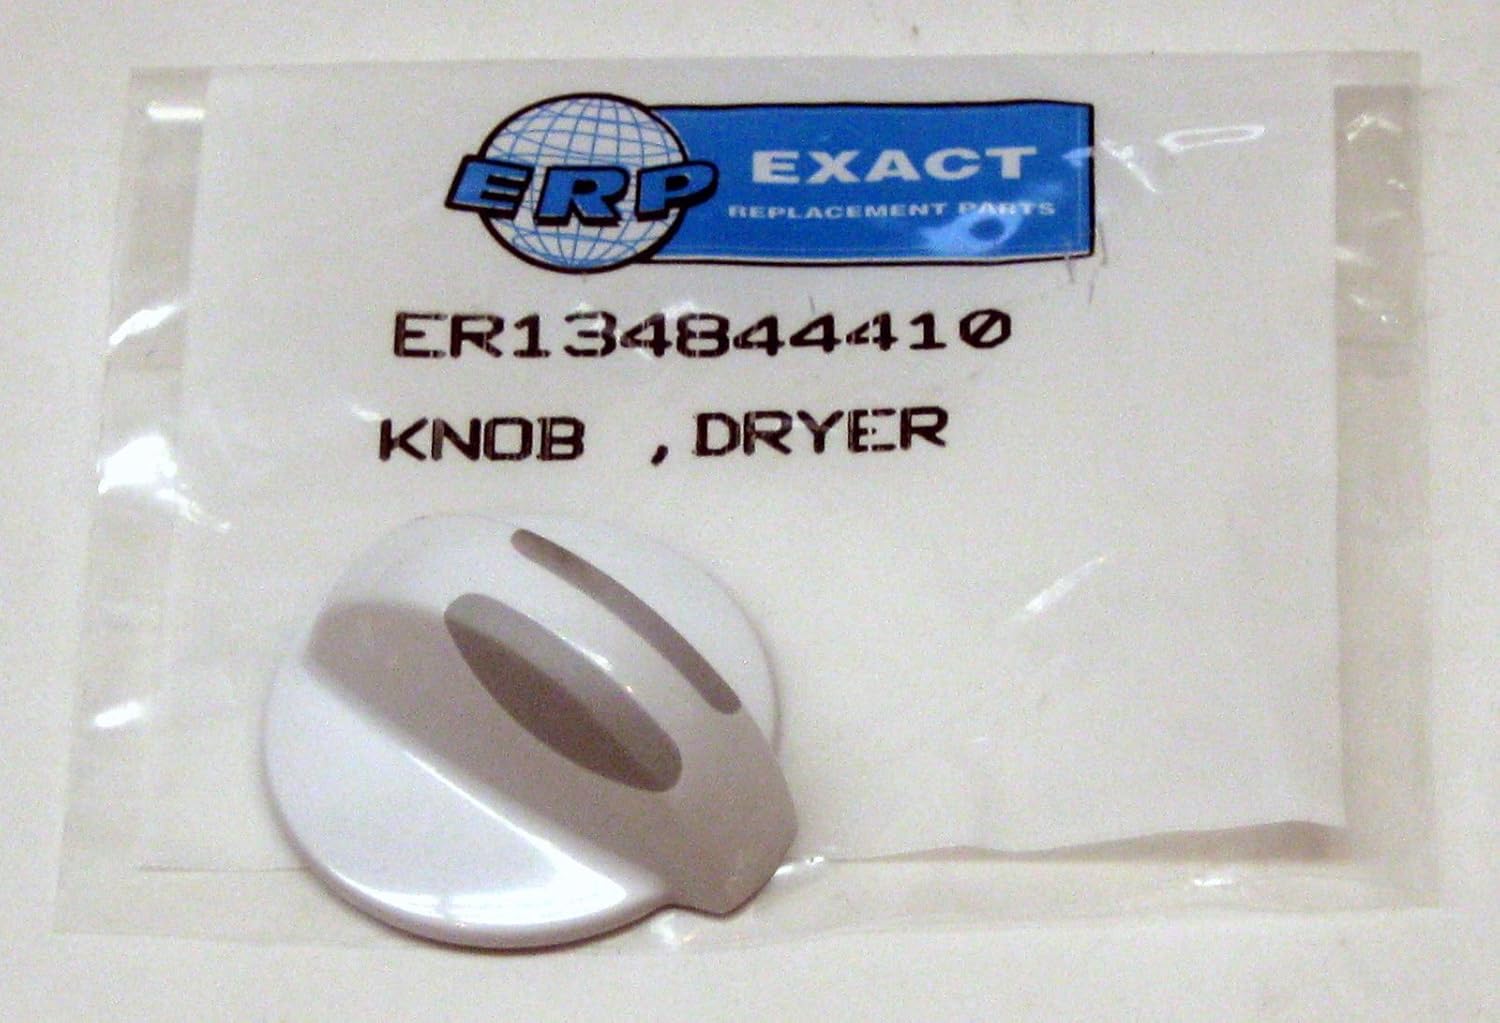 ERP EXACT
REPLACEMENT PARTS
ER134844410
KNOB ,DRYER